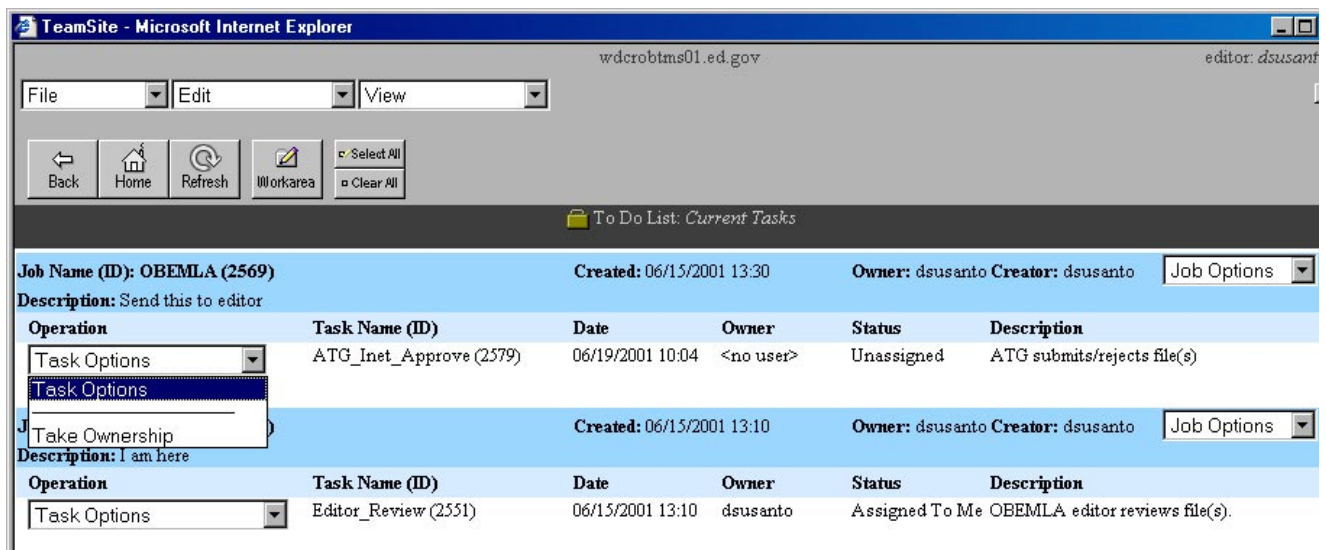 TeamSite - Microsoft Internet Explorer
wdcrobtms01.ed.gov editor: dsusant
File Edit View
Back Home Refresh Workarea Select All
Clear All
To Do List: Current Tasks
Job Name (ID): OBEMLA (2569) Created: 06/15/2001 13:30 Owner: dsusanto Creator: dsusanto Job Options
Description: Send this to editor
Operation Task Name (ID) Date Owner Status Description
Task Options ATG_Inet_Approve (2579) 06/19/2001 10:04 <no user> Unassigned ATG submits/rejects file(s)
Task Options
J ) Created: 06/15/2001 13:10 Owner: dsusanto Creator: dsusanto Job Options
Take Ownership
Description: I am here
Operation Task Name (ID) Date Owner Status Description
Task Options Editor_Review (2551) 06/15/2001 13:10 dsusanto Assigned To Me OBEMLA editor reviews file(s).